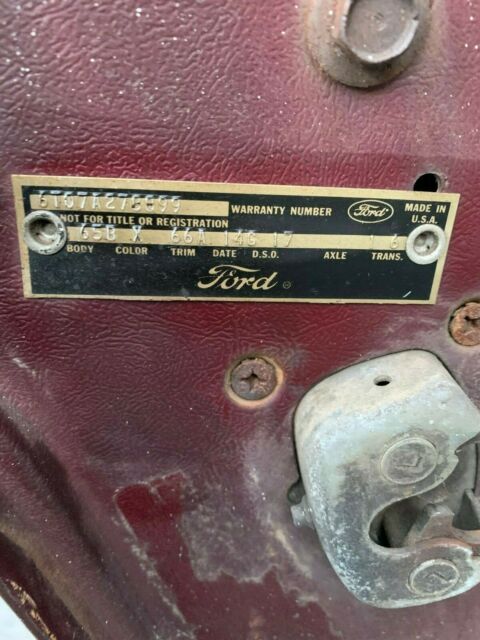 6T07A276599 WARRANTY NUMBER Ford MADE IN U.S.A.
NOT FOR TITLE OR REGISTRATION
65B X 66A 14G 17 1 6
BODY COLOR TRIM DATE D.S.O. AXLE TRANS.
Ford